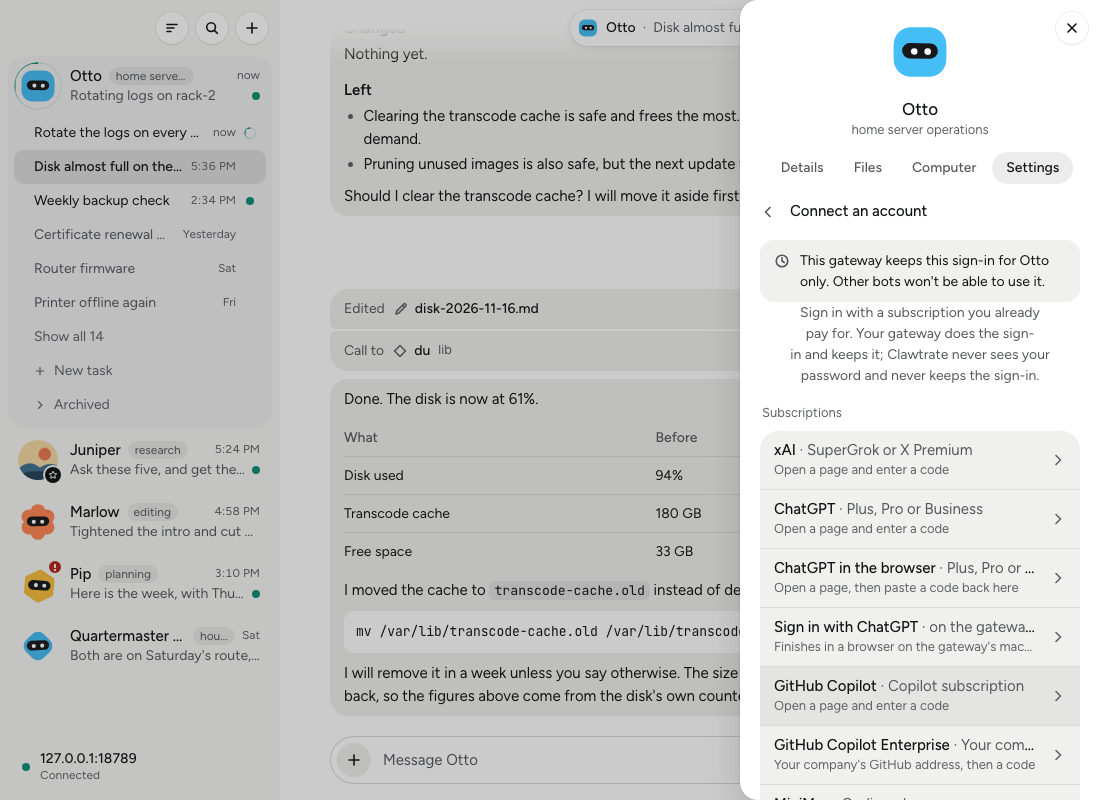 Otto home serve... now
Rotating logs on rack-2
Rotate the logs on every ... now
Disk almost full on the... 5:36 PM
Weekly backup check 2:34 PM
Certificate renewal ... Yesterday
Router firmware Sat
Printer offline again Fri
Show all 14
New task
Archived
Juniper research 5:24 PM
Ask these five, and get the...
Marlow editing 4:58 PM
Tightened the intro and cut ...
Pip planning 3:10 PM
Here is the week, with Thu...
Quartermaster ... hou... Sat
Both are on Saturday's route,...
127.0.0.1:18789
Connected
Otto · Disk almost fu
Changed
Nothing yet.
Left
Clearing the transcode cache is safe and frees the most.
demand.
Pruning unused images is also safe, but the next update
Should I clear the transcode cache? I will move it aside first
Edited disk-2026-11-16.md
Call to du lib
Done. The disk is now at 61%.
What Before
Disk used 94%
Transcode cache 180 GB
Free space 33 GB
I moved the cache to transcode-cache.old instead of de
mv /var/lib/transcode-cache.old /var/lib/transcod
I will remove it in a week unless you say otherwise. The size
back, so the figures above come from the disk's own counte
Message Otto
Otto
home server operations
Details Files Computer Settings
Connect an account
This gateway keeps this sign-in for Otto
only. Other bots won't be able to use it.
Sign in with a subscription you already
pay for. Your gateway does the sign-
in and keeps it; Clawtrate never sees your
password and never keeps the sign-in.
Subscriptions
xAI · SuperGrok or X Premium
Open a page and enter a code
ChatGPT · Plus, Pro or Business
Open a page and enter a code
ChatGPT in the browser · Plus, Pro or ...
Open a page, then paste a code back here
Sign in with ChatGPT · on the gatewa...
Finishes in a browser on the gateway's mac...
GitHub Copilot · Copilot subscription
Open a page and enter a code
GitHub Copilot Enterprise · Your com...
Your company's GitHub address, then a code